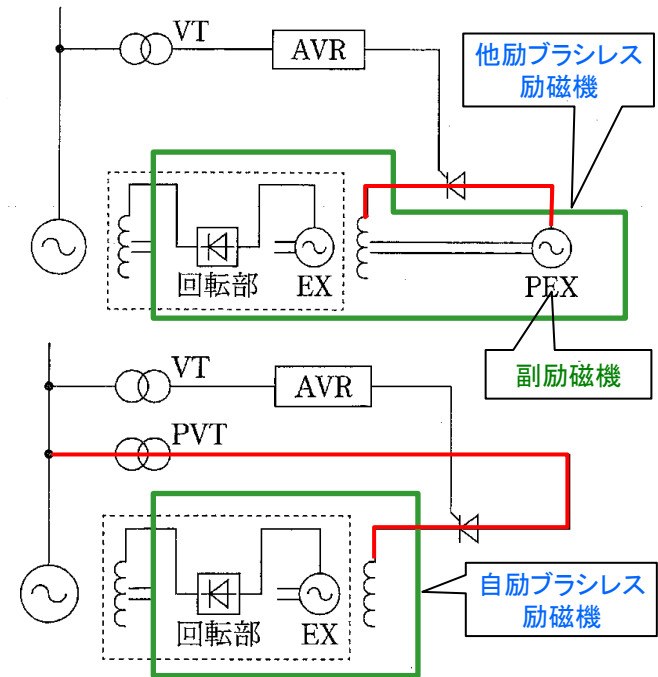 VT
AVR
他励ブラシレス
励磁機
回転部
EX
PEX
副励磁機
VT
AVR
PVT
回転部
EX
自励ブラシレス
励磁機